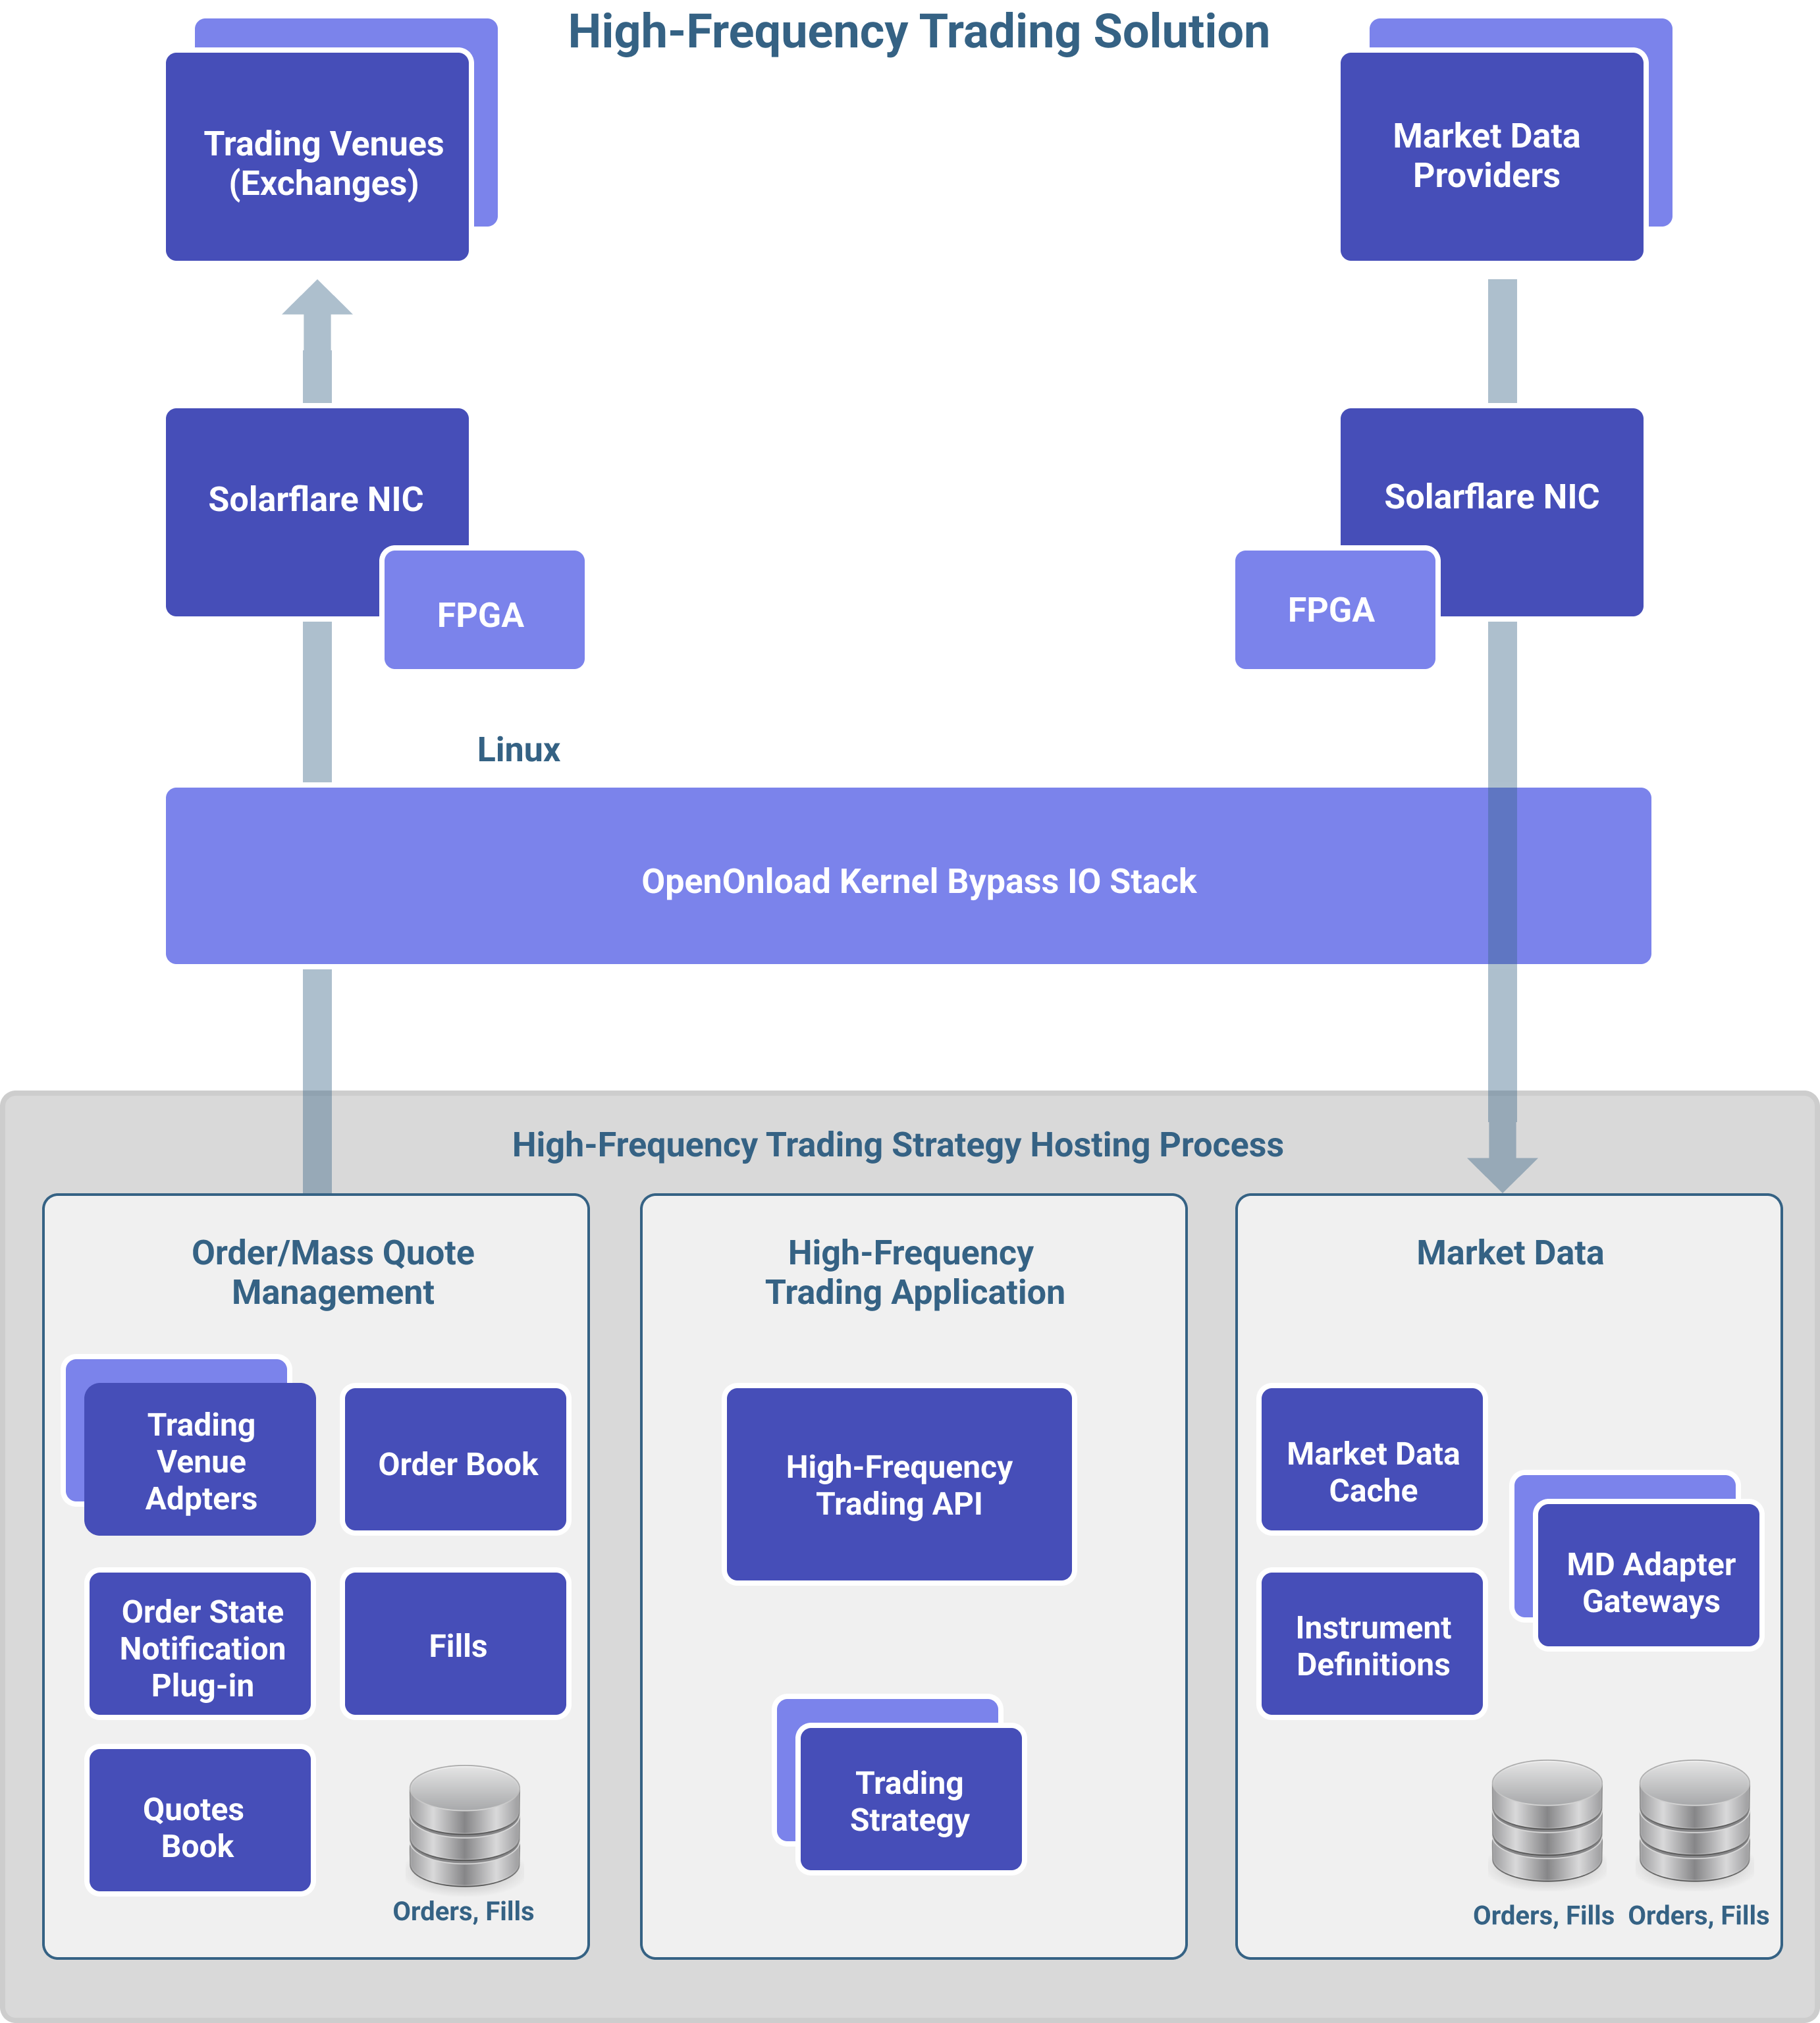 High-Frequency Trading Solution
Trading Venues
(Exchanges)
Market Data
Providers
Solarflare NIC
FPGA
Solarflare NIC
FPGA
Linux
OpenOnload Kernel Bypass IO Stack
High-Frequency Trading Strategy Hosting Process
Order/Mass Quote
Management
Trading
Venue
Adpters
Order Book
Order State
Notification
Plug-in
Fills
Quotes
Book
Orders, Fills
High-Frequency
Trading Application
High-Frequency
Trading API
Trading
Strategy
Market Data
Market Data
Cache
MD Adapter
Gateways
Instrument
Definitions
Orders, Fills
Orders, Fills